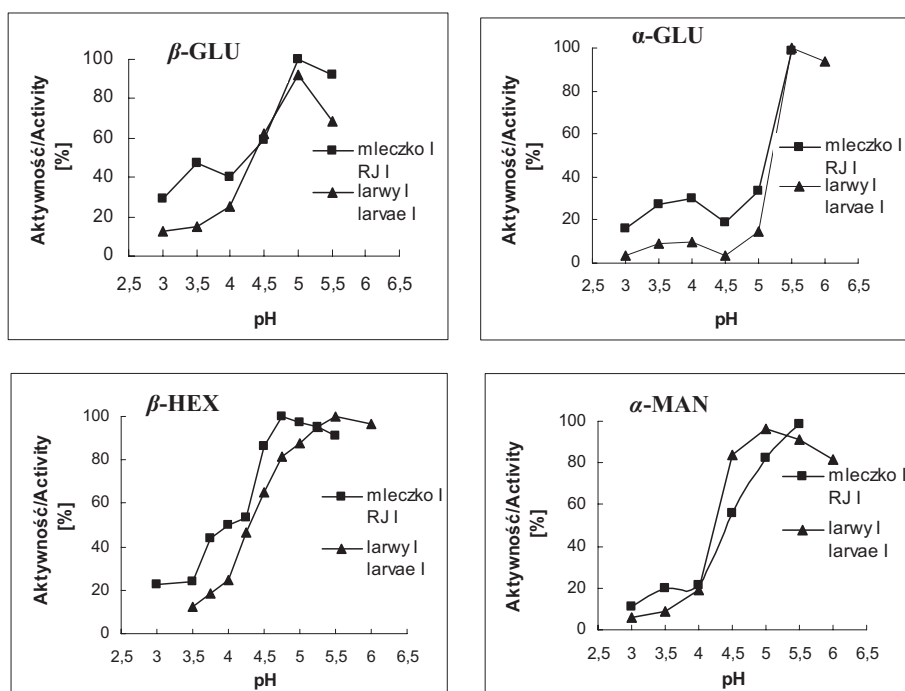 β-GLU
Aktywność/Activity
[%]
100
80
60
40
20
0
2,5 3 3,5 4 4,5 5 5,5 6 6,5
pH
mleczko I
RJ I
larwy I
larvae I
α-GLU
Aktywność/Activity
[%]
100
80
60
40
20
0
2,5 3 3,5 4 4,5 5 5,5 6 6,5
pH
mleczko I
RJ I
larwy I
larvae I
β-HEX
Aktywność/Activity
[%]
100
80
60
40
20
0
2,5 3 3,5 4 4,5 5 5,5 6 6,5
pH
mleczko I
RJ I
larwy I
larvae I
α-MAN
Aktywność/Activity
[%]
100
80
60
40
20
0
2,5 3 3,5 4 4,5 5 5,5 6 6,5
pH
mleczko I
RJ I
larwy I
larvae I